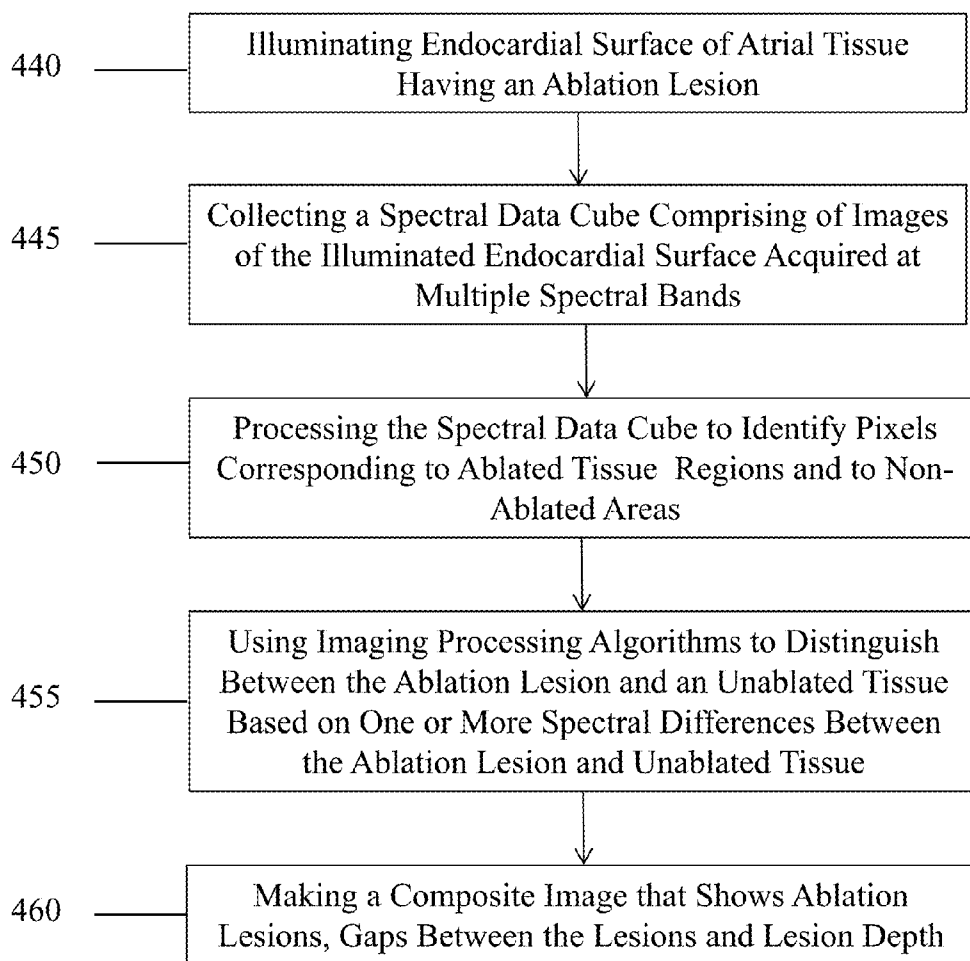 440
Illuminating Endocardial Surface of Atrial Tissue
Having an Ablation Lesion
445
Collecting a Spectral Data Cube Comprising of Images
of the Illuminated Endocardial Surface Acquired at
Multiple Spectral Bands
450
Processing the Spectral Data Cube to Identify Pixels
Corresponding to Ablated Tissue Regions and to Non-
Ablated Areas
455
Using Imaging Processing Algorithms to Distinguish
Between the Ablation Lesion and an Unablated Tissue
Based on One or More Spectral Differences Between
the Ablation Lesion and Unablated Tissue
460
Making a Composite Image that Shows Ablation
Lesions, Gaps Between the Lesions and Lesion Depth